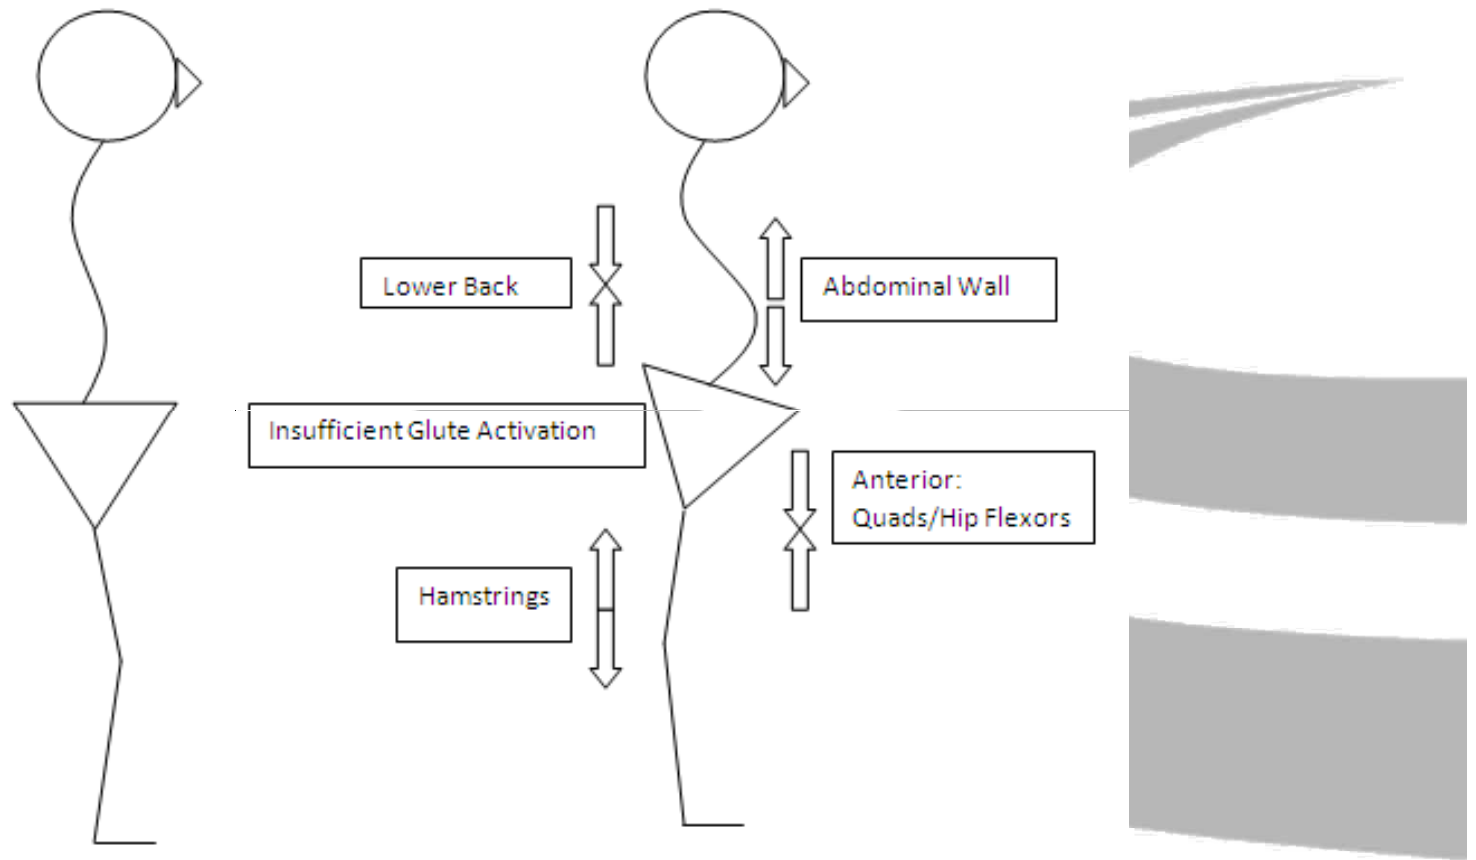 Lower Back
Abdominal Wall
Insufficient Glute Activation
Anterior:
Quads/Hip Flexors
Hamstrings